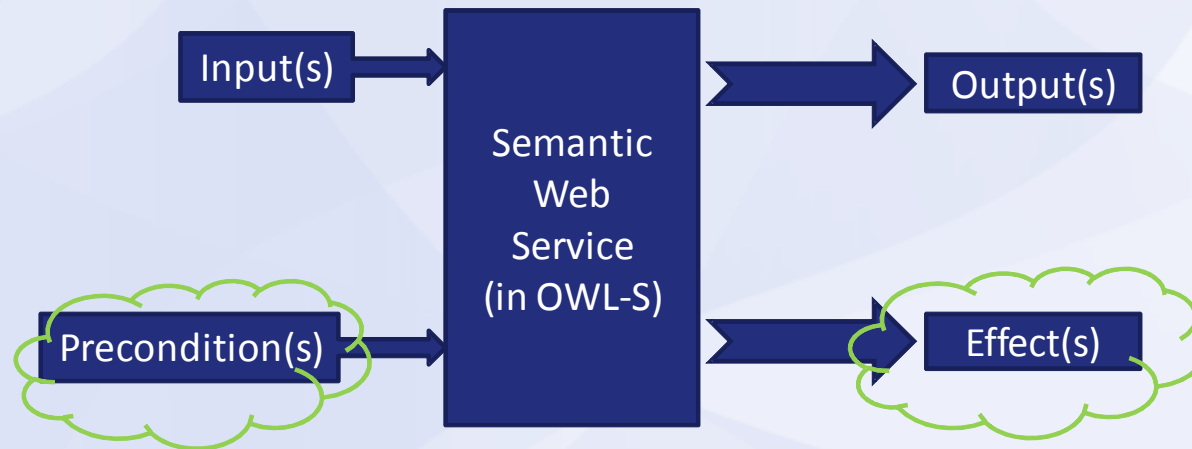 Input(s)
Precondition(s)
Semantic
Web
Service
(in OWL-S)
Output(s)
Effect(s)